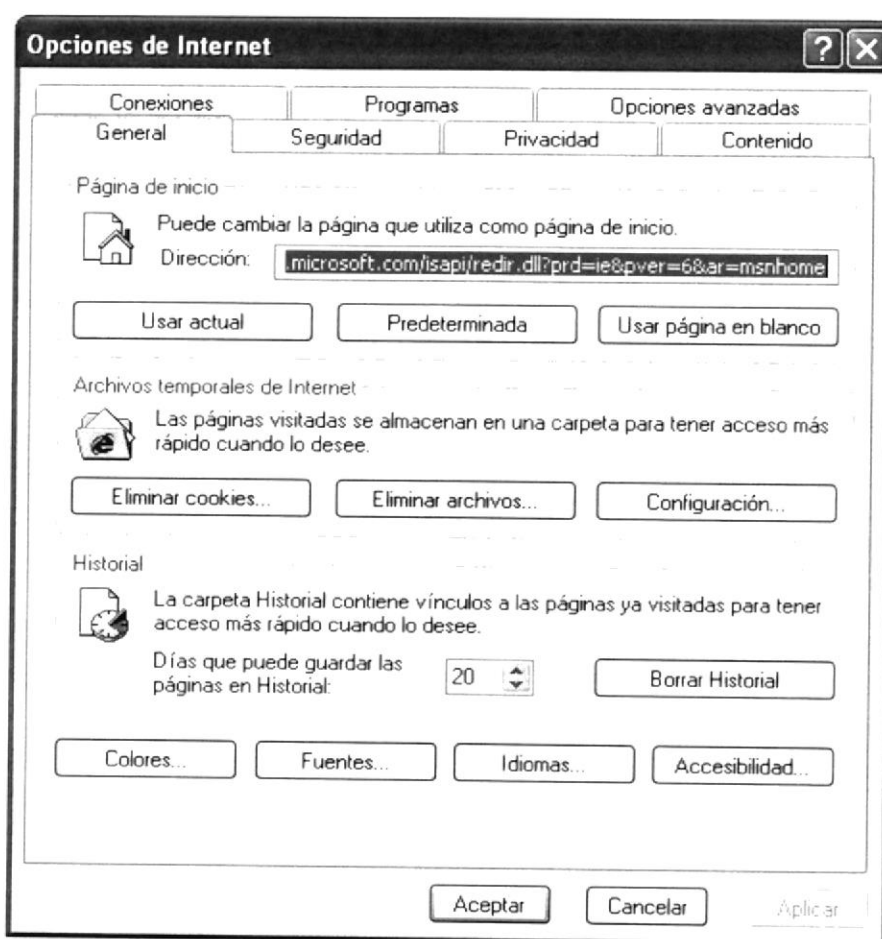 Opciones de Internet
Conexiones Programas Opciones avanzadas
General Seguridad Privacidad Contenido
Página de inicio
Puede cambiar la página que utiliza como página de inicio.
Dirección: .microsoft.com/isapi/redir.dll?prd=ie&pver=6&ar=msnhome
Usar actual Predeterminada Usar página en blanco
Archivos temporales de Internet
Las páginas visitadas se almacenan en una carpeta para tener acceso más
rápido cuando lo desee.
Eliminar cookies... Eliminar archivos... Configuración...
Historial
La carpeta Historial contiene vínculos a las páginas ya visitadas para tener
acceso más rápido cuando lo desee.
Días que puede guardar las
páginas en Historial: 20 Borrar Historial
Colores... Fuentes... Idiomas... Accesibilidad...
Aceptar Cancelar Aplicar